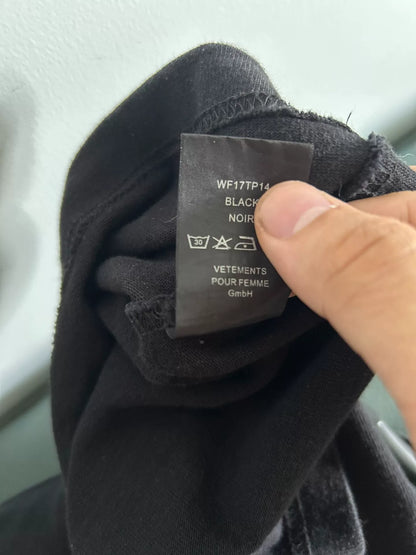 WF17TP14
BLACK
NOIR
30
VETEMENTS
POUR FEMME
GmbH